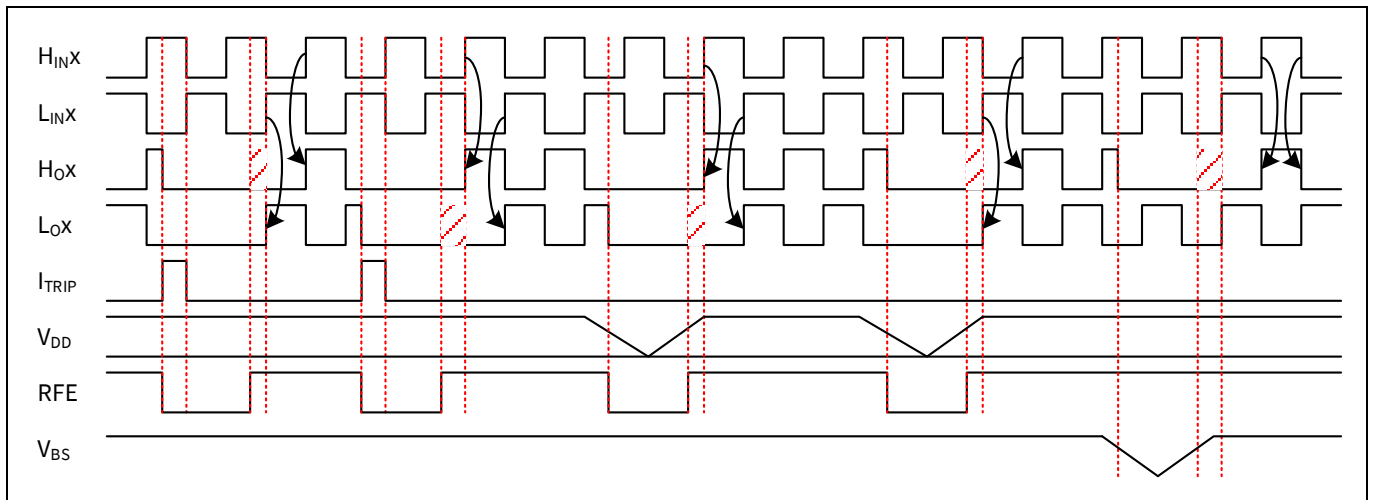 HINx
LINx
HOx
LOx
ITRIP
VDD
RFE
VBS